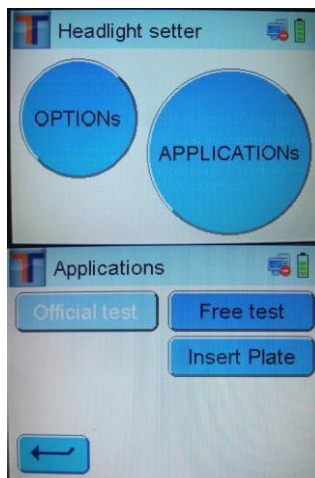 Headlight setter
OPTIONs
APPLICATIONs
Applications
Official test
Free test
Insert Plate